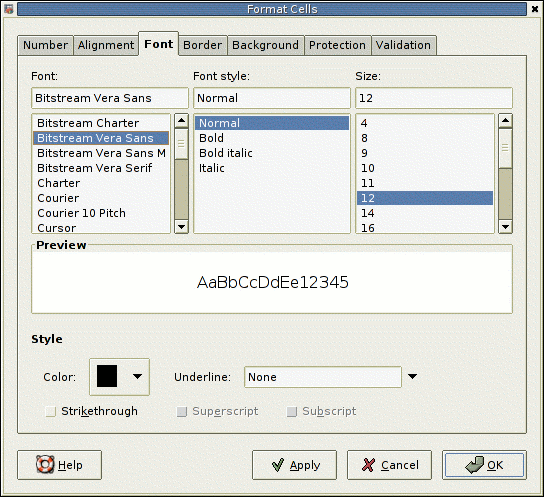 Format Cells
Number Alignment Font Border Background Protection Validation
Font: Font style: Size:
Bitstream Vera Sans Normal 12
Bitstream Charter Normal 4
Bitstream Vera Sans Bold 8
Bitstream Vera Sans M Bold italic 9
Bitstream Vera Serif Italic 10
Charter 11
Courier 12
Courier 10 Pitch 14
Cursor 16
Preview
AaBbCcDdEe12345
Style
Color: Underline: None
Strikethrough Superscript Subscript
Help Apply Cancel OK